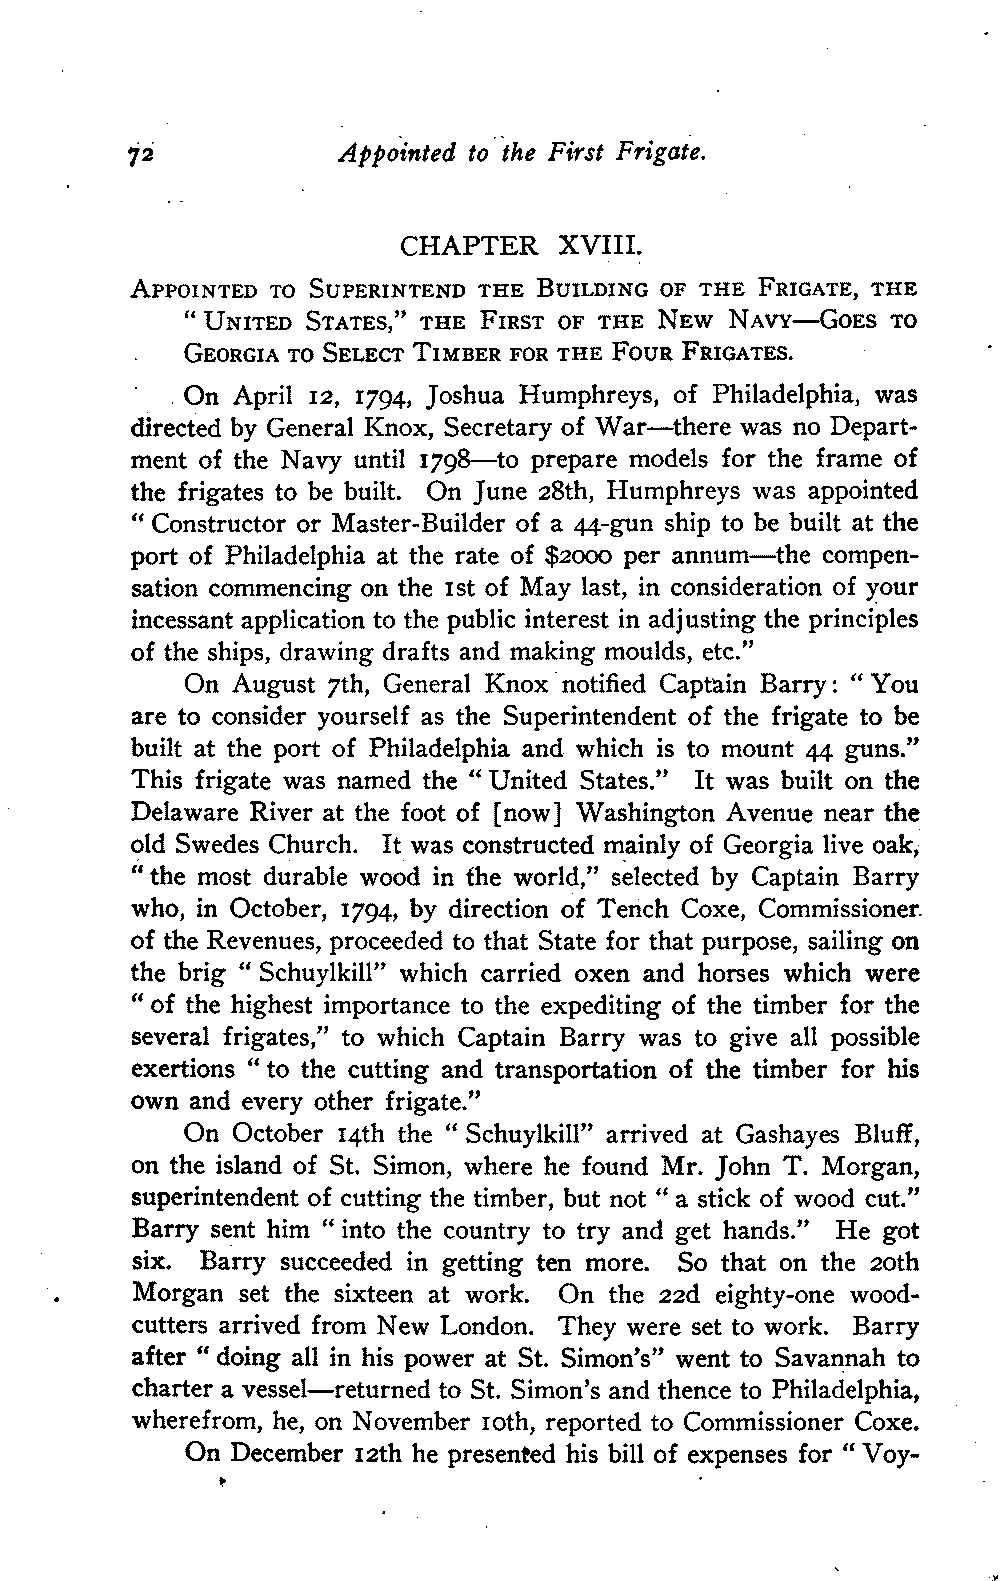 72 Appointed to the First Frigate.
CHAPTER XVIII.
APPOINTED TO SUPERINTEND THE BUILDING OF THE FRIGATE, THE
" UNITED STATES," THE FIRST OF THE NEW NAVY—GOES TO
GEORGIA TO SELECT TIMBER FOR THE FOUR FRIGATES.
On April 12, 1794, Joshua Humphreys, of Philadelphia, was
directed by General Knox, Secretary of War—there was no Depart-
ment of the Navy until 1798—to prepare models for the frame of
the frigates to be built. On June 28th, Humphreys was appointed
" Constructor or Master-Builder of a 44-gun ship to be built at the
port of Philadelphia at the rate of $2000 per annum—the compen-
sation commencing on the 1st of May last, in consideration of your
incessant application to the public interest in adjusting the principles
of the ships, drawing drafts and making moulds, etc."
On August 7th, General Knox notified Captain Barry: " You
are to consider yourself as the Superintendent of the frigate to be
built at the port of Philadelphia and which is to mount 44 guns."
This frigate was named the " United States." It was built on the
Delaware River at the foot of [now] Washington Avenue near the
old Swedes Church. It was constructed mainly of Georgia live oak,
" the most durable wood in the world," selected by Captain Barry
who, in October, 1794, by direction of Tench Coxe, Commissioner
of the Revenues, proceeded to that State for that purpose, sailing on
the brig " Schuylkill" which carried oxen and horses which were
" of the highest importance to the expediting of the timber for the
several frigates," to which Captain Barry was to give all possible
exertions " to the cutting and transportation of the timber for his
own and every other frigate."
On October 14th the " Schuylkill" arrived at Gashayes Bluff,
on the island of St. Simon, where he found Mr. John T. Morgan,
superintendent of cutting the timber, but not " a stick of wood cut."
Barry sent him " into the country to try and get hands." He got
six. Barry succeeded in getting ten more. So that on the 20th
Morgan set the sixteen at work. On the 22d eighty-one wood-
cutters arrived from New London. They were set to work. Barry
after " doing all in his power at St. Simon's" went to Savannah to
charter a vessel—returned to St. Simon's and thence to Philadelphia,
wherefrom, he, on November 10th, reported to Commissioner Coxe.
On December 12th he presented his bill of expenses for " Voy-